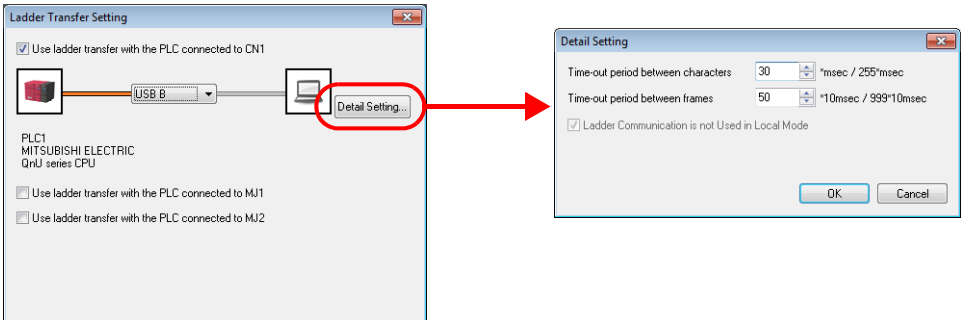 Ladder Transfer Setting
Use ladder transfer with the PLC connected to CN1
USB B
Detail Setting...
PLC1
MITSUBISHI ELECTRIC
QnU series CPU
Use ladder transfer with the PLC connected to MJ1
Use ladder transfer with the PLC connected to MJ2
Detail Setting
Time-out period between characters 30 *msec / 255*msec
Time-out period between frames 50 *10msec / 999*10msec
Ladder Communication is not Used in Local Mode
OK Cancel